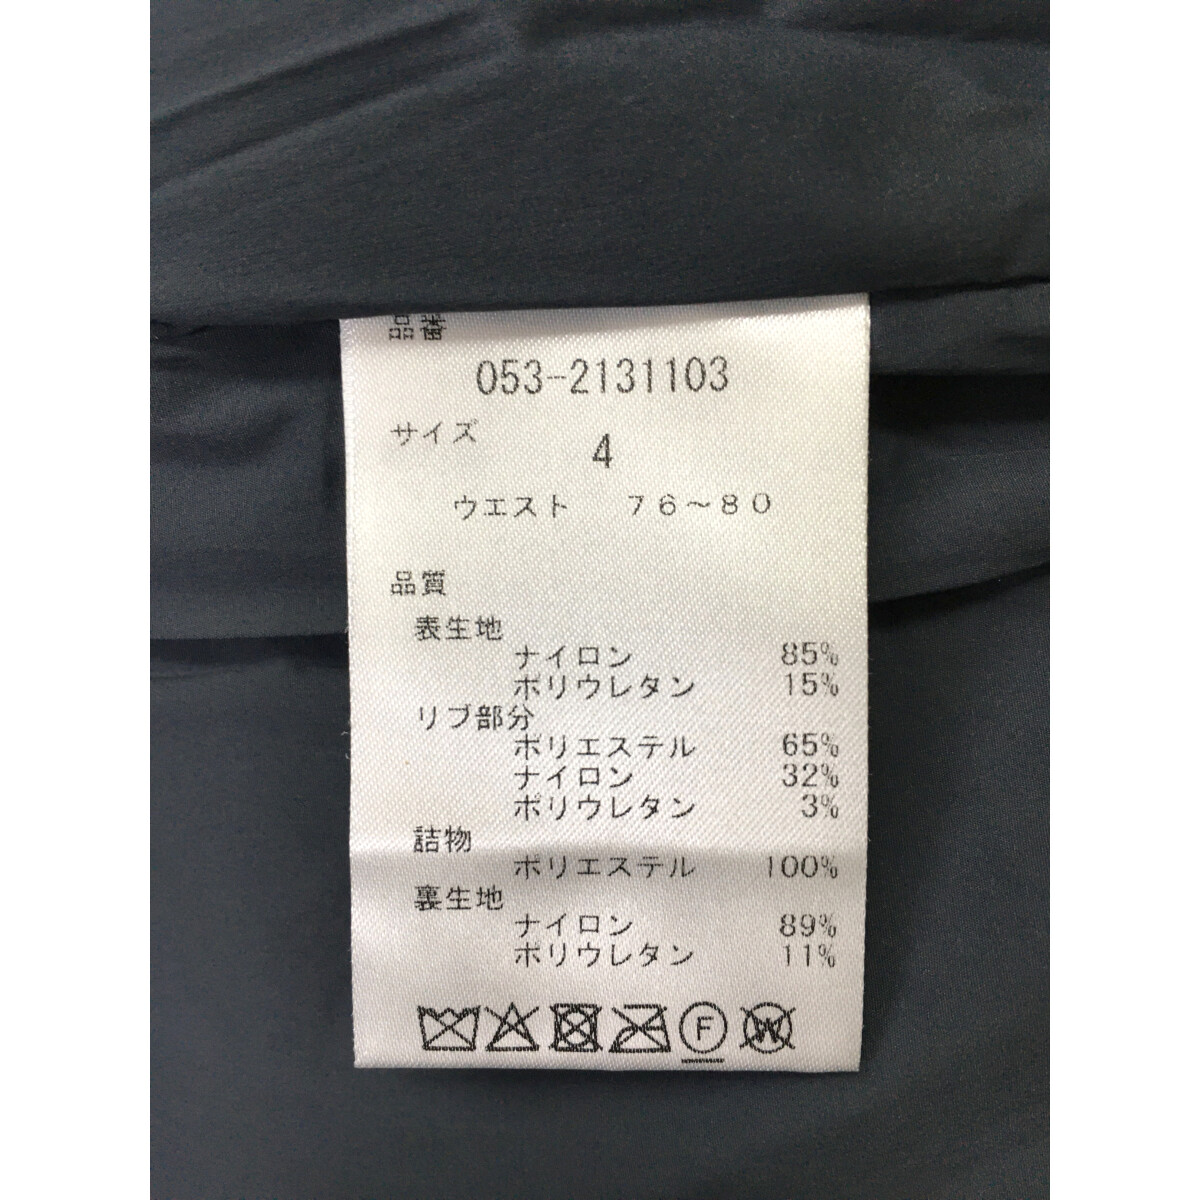 品
053-2131103
サイズ
4
ウエスト 76～80
品質
表生地
ナイロン 85%
ポリウレタン 15%
リブ部分
ポリエステル 65%
ナイロン 32%
ポリウレタン 3%
詰物
ポリエステル 100%
裏生地
ナイロン 89%
ポリウレタン 11%
F
W